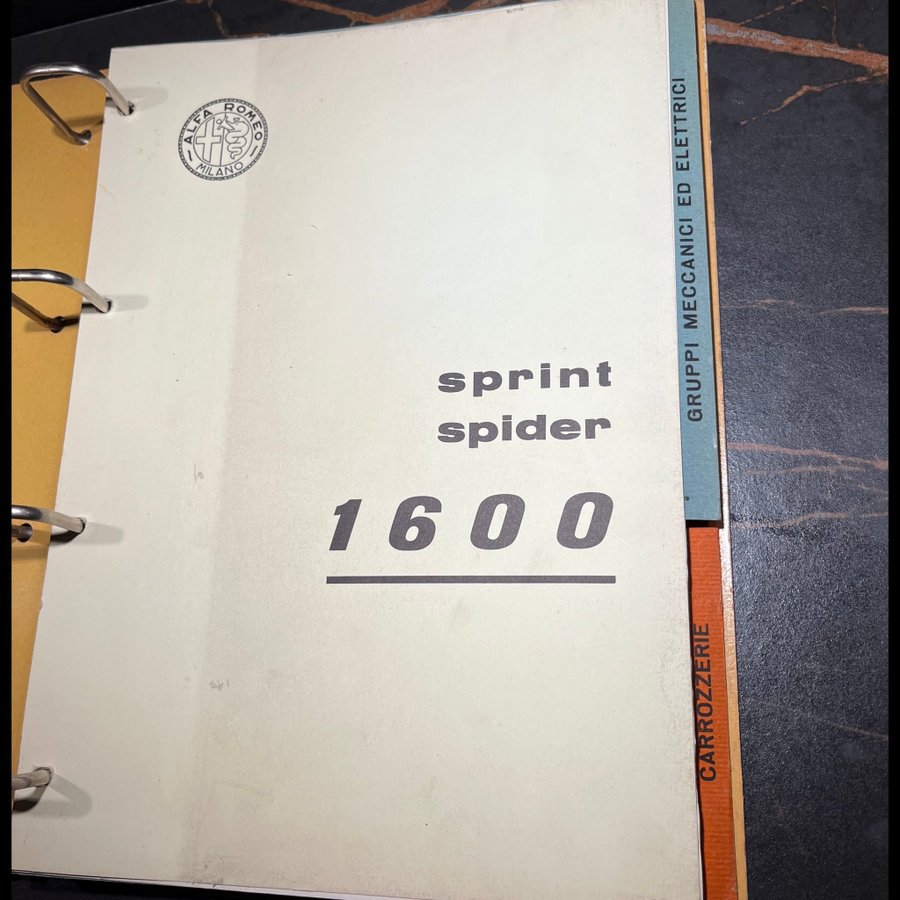 ALFA ROMEO
MILANO
sprint
spider
1600
GRUPPI MECCANICI ED ELETTRICI
CARROZZERIE